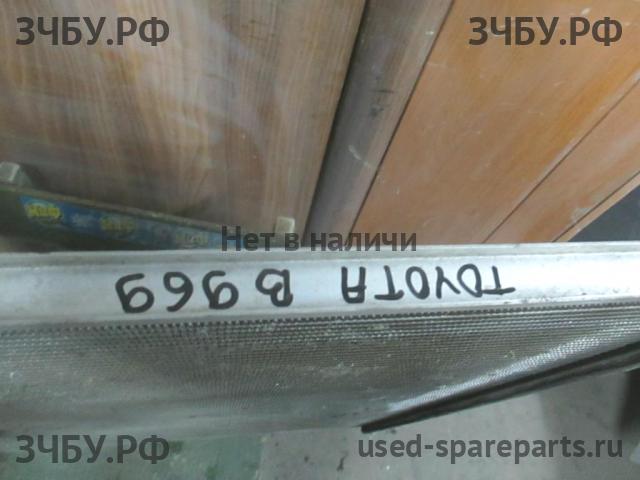 ЗЧБУ.РФ
ЗЧБУ.РФ
Нет в наличи
TOYOTA B969
ЗЧБУ.РФ
used-spareparts.ru